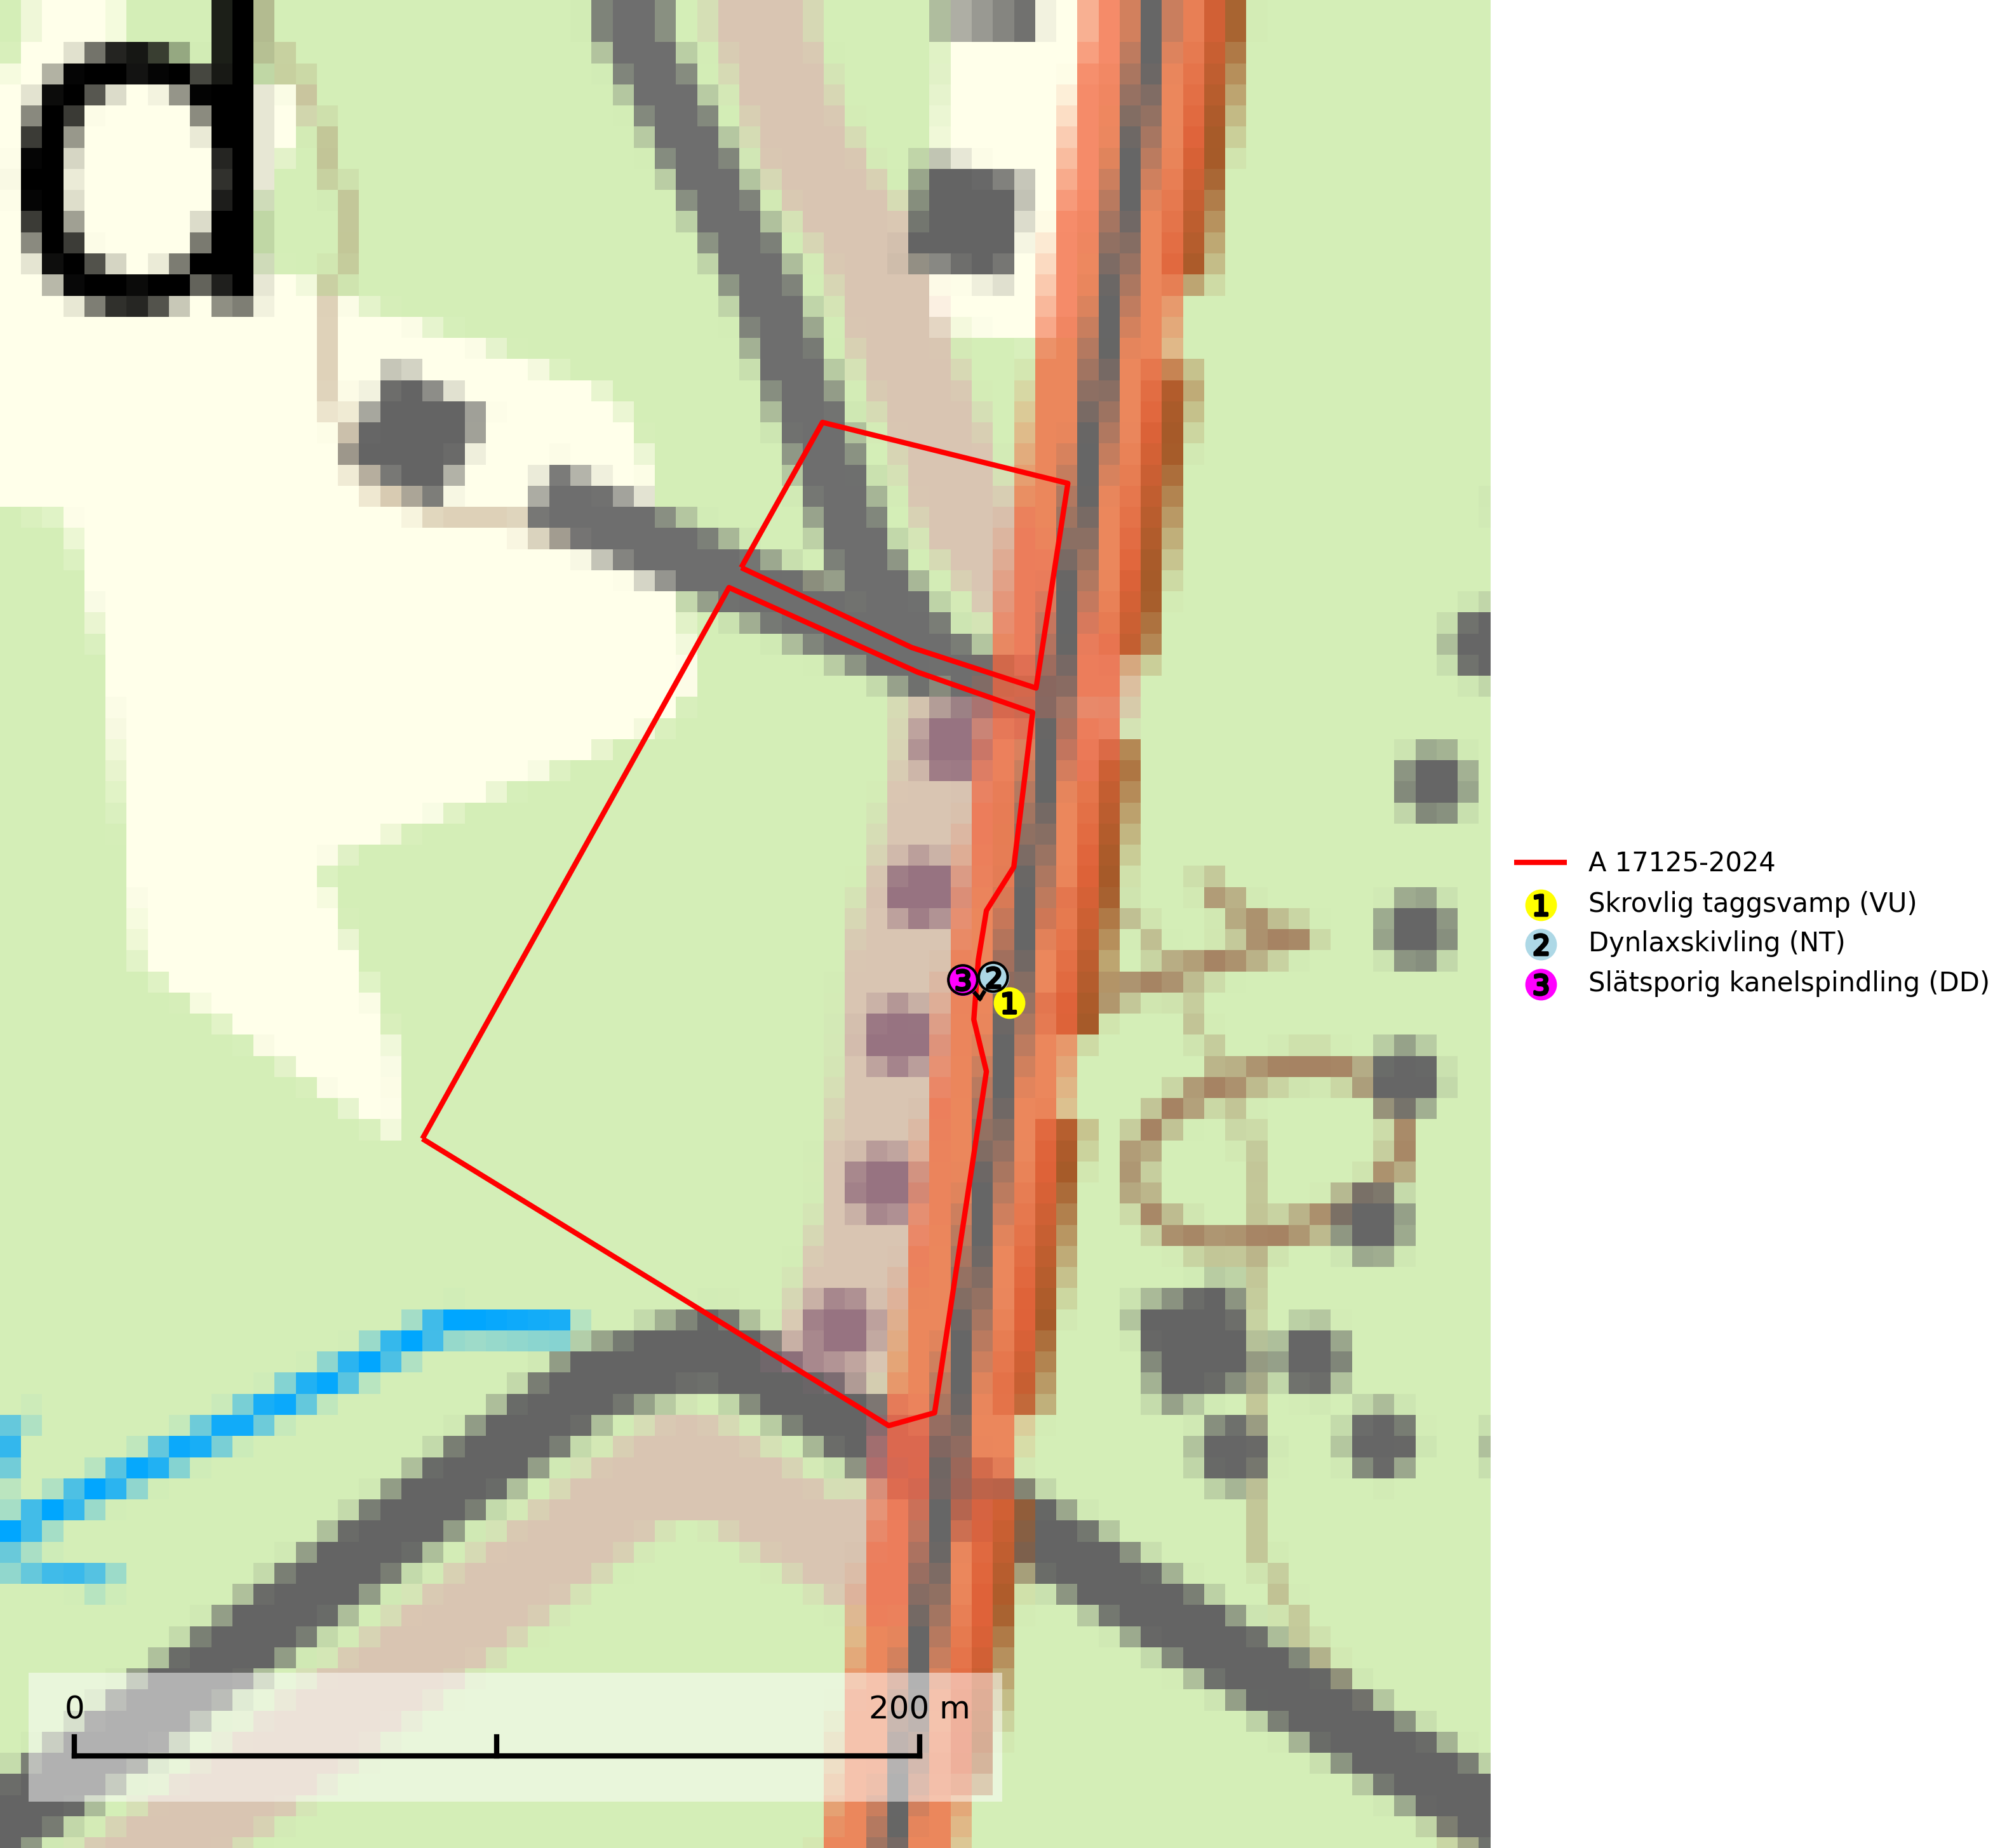 d
3 2
1
A 17125-2024
1 Skrovlig taggsvamp (VU)
2 Dynlaxskivling (NT)
3 Slätsporig kanelspindling (DD)
0 200 m